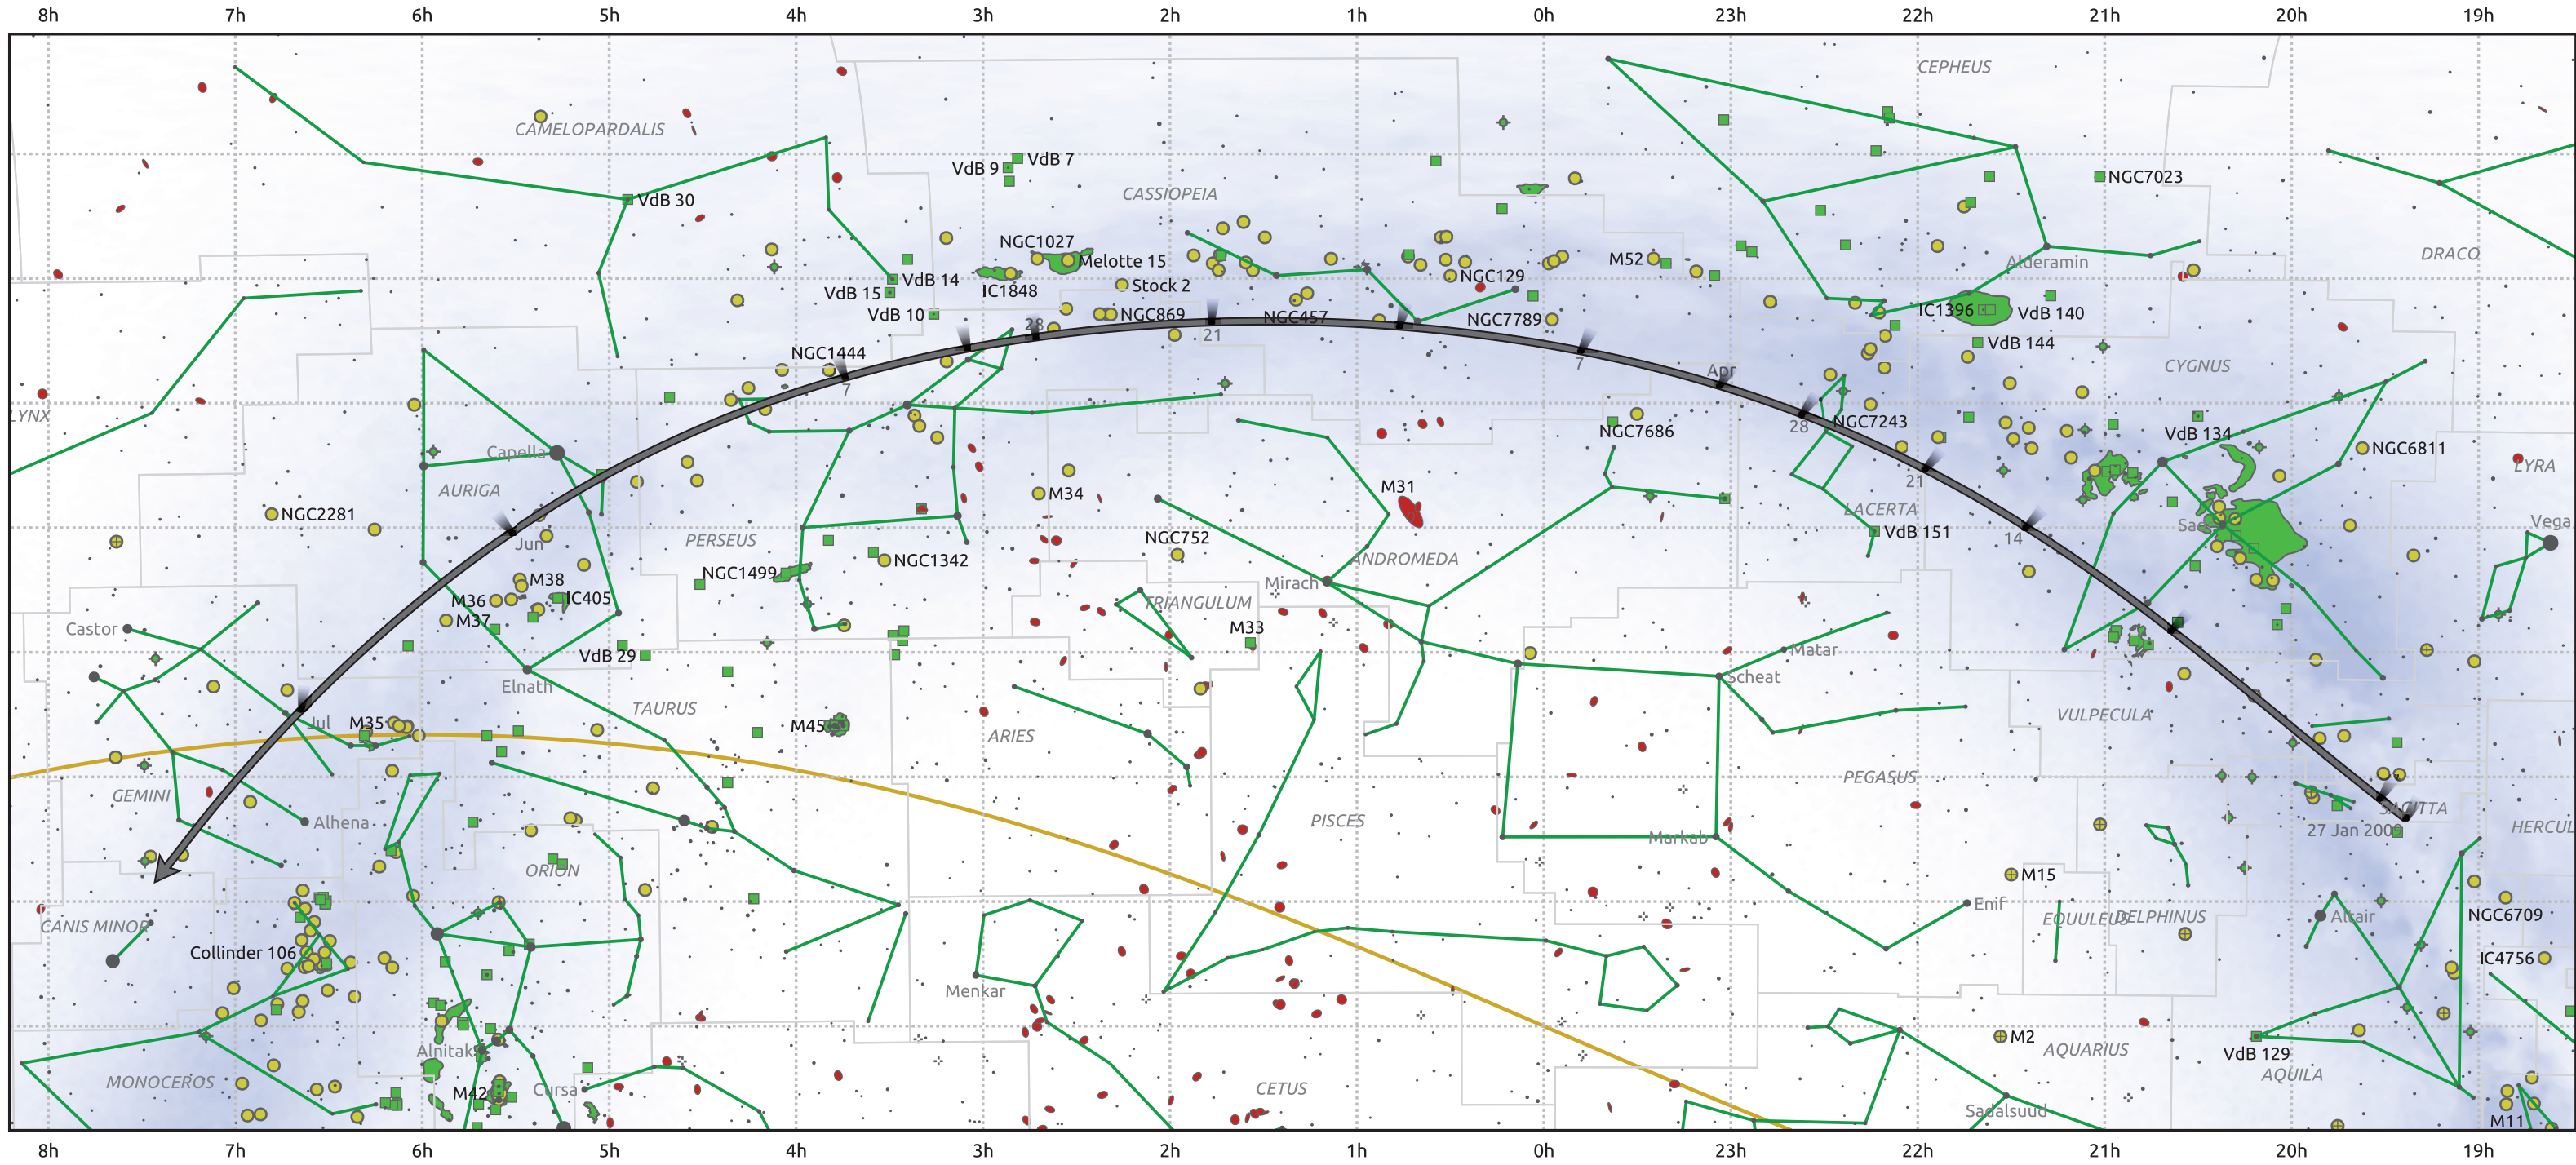 8h 7h 6h 5h 4h 3h 2h 1h 0h 23h 22h 21h 20h 19h
CEPHEUS
CAMELOPARDALIS
VdB 9 VdB 7
NGC7023
VdB 30
CASSIOPEIA
NGC1027
Melotte 15
M52
Alderamin
DRACO
VdB 14
VdB 15
IC1848
Stock 2
NGC129
VdB 10
NGC869
NGC457
NGC7789
IC1396
VdB 140
28
21
VdB 144
NGC1444
7
7
Apr
CYGNUS
LYNX
28
NGC7243
NGC7686
VdB 134
NGC6811
Capella
LYRA
AURIGA
M34
M31
21
NGC2281
LACERTA
Vega
Jun
PERSEUS
NGC752
VdB 151
14
NGC1342
ANDROMEDA
NGC1499
Mirach
M38
M36
IC405
TRIANGULUM
M37
Castor
M33
VdB 29
Matar
Elnath
Scheat
TAURUS
Jul
M35
M45
ARIES
VULPECULA
PEGASUS
GEMINI
SAGITTA
Alhena
PISCES
Markab
27 Jan 2009
HERCUL
ORION
M15
CANIS MINOR
Enif
EQUULEUS
DELPHINUS
Altair
NGC6709
Collinder 106
IC4756
Menkar
M2
Alnitak
AQUARIUS
VdB 129
MONOCEROS
AQUILA
M42
Cursa
CETUS
Sadalsuud
M11
8h 7h 6h 5h 4h 3h 2h 1h 0h 23h 22h 21h 20h 19h